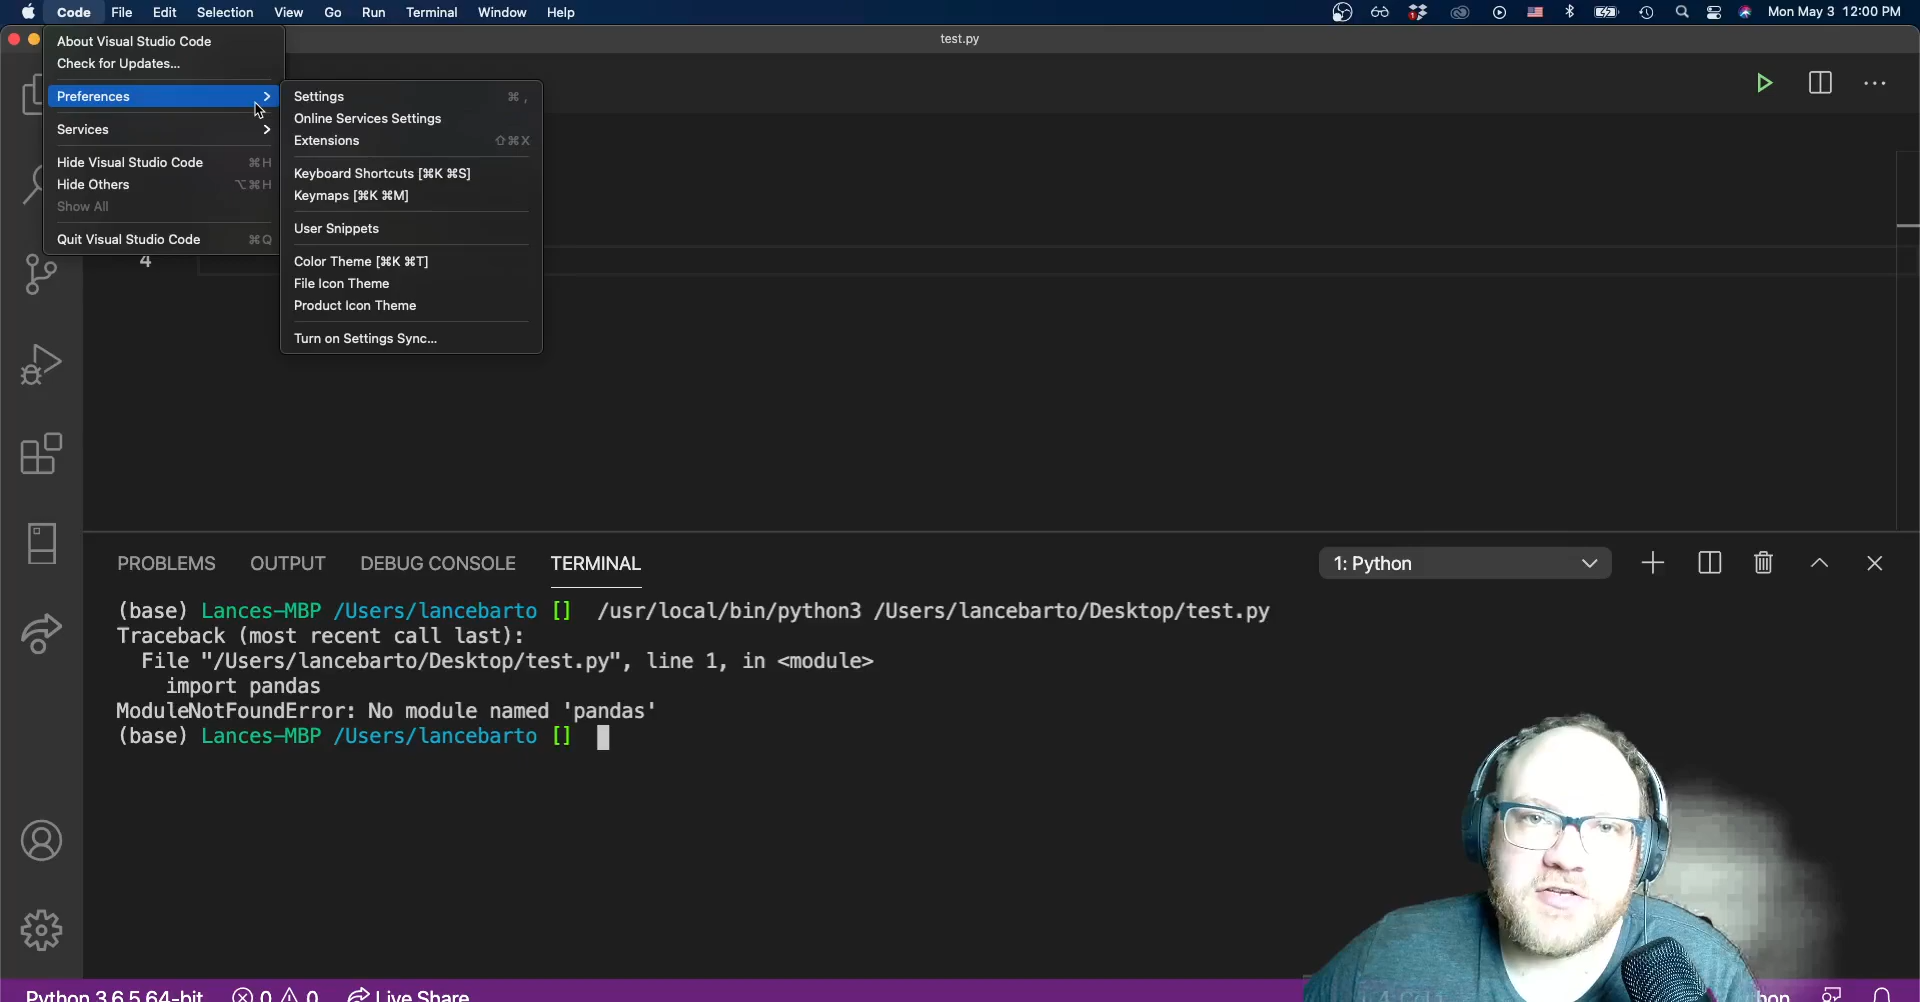 Code File Edit Selection View Go Run Terminal Window Help Mon May 3 12:00 PM
test.py
About Visual Studio Code
Check for Updates...
Preferences
Services
Hide Visual Studio Code ⌘H
Hide Others ⌥⌘H
Show All
Quit Visual Studio Code ⌘Q
Settings ⌘ ,
Online Services Settings
Extensions ⇧⌘X
Keyboard Shortcuts [⌘K ⌘S]
Keymaps [⌘K ⌘M]
User Snippets
Color Theme [⌘K ⌘T]
File Icon Theme
Product Icon Theme
Turn on Settings Sync...
4
PROBLEMS OUTPUT DEBUG CONSOLE TERMINAL 1: Python
(base) Lances-MBP /Users/lancebarto [] /usr/local/bin/python3 /Users/lancebarto/Desktop/test.py
Traceback (most recent call last):
File "/Users/lancebarto/Desktop/test.py", line 1, in <module>
import pandas
ModuleNotFoundError: No module named 'pandas'
(base) Lances-MBP /Users/lancebarto []
Python 3.6.5 64-bit 0 0 Live Share